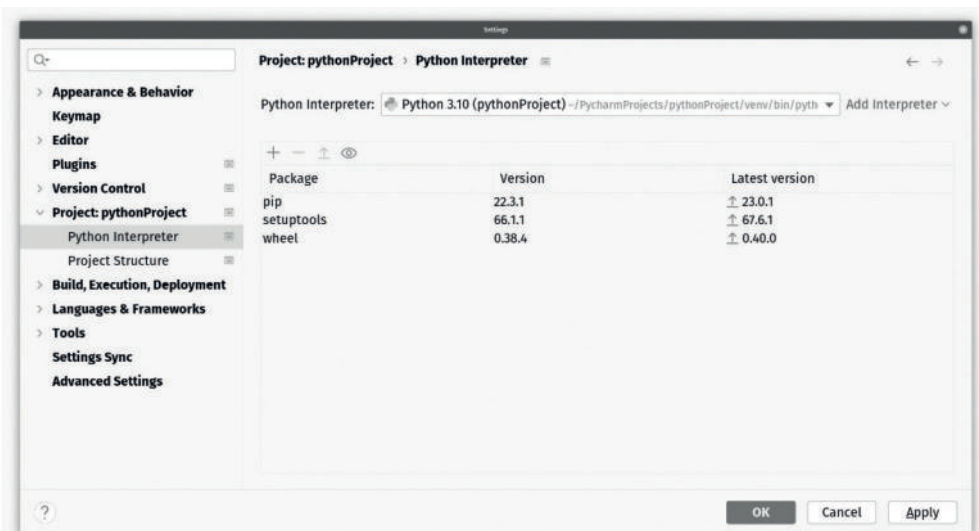 Settings
Project: pythonProject › Python Interpreter
Appearance & Behavior
Keymap
Editor
Plugins
Version Control
Project: pythonProject
Python Interpreter
Project Structure
Build, Execution, Deployment
Languages & Frameworks
Tools
Settings Sync
Advanced Settings
Python Interpreter: Python 3.10 (pythonProject) ~/PycharmProjects/pythonProject/venv/bin/pyth Add Interpreter
Package Version Latest version
pip 22.3.1 23.0.1
setuptools 66.1.1 67.6.1
wheel 0.38.4 0.40.0
? OK Cancel Apply